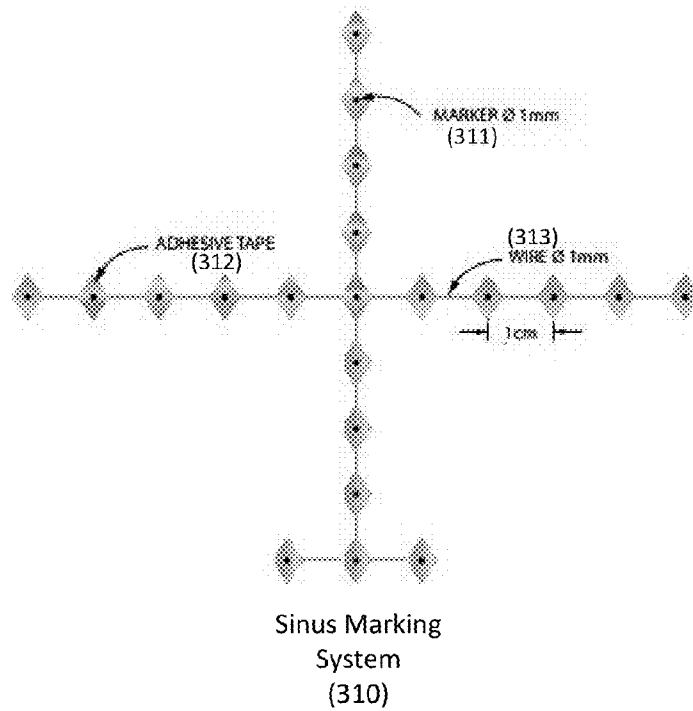 MARKER Ø 1mm
(311)
ADHESIVE TAPE
(312)
(313)
WIRE Ø 1mm
1cm
Sinus Marking
System
(310)